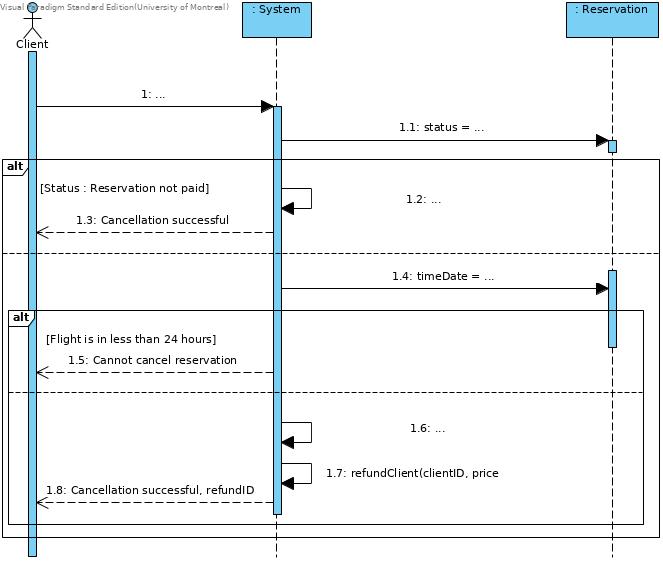 Visual Paradigm Standard Edition(University of Montreal)
: System
: Reservation
Client
1: ...
1.1: status = ...
alt
[Status : Reservation not paid]
1.2: ...
1.3: Cancellation successful
1.4: timeDate = ...
alt
[Flight is in less than 24 hours]
1.5: Cannot cancel reservation
1.6: ...
1.7: refundClient(clientID, price
1.8: Cancellation successful, refundID